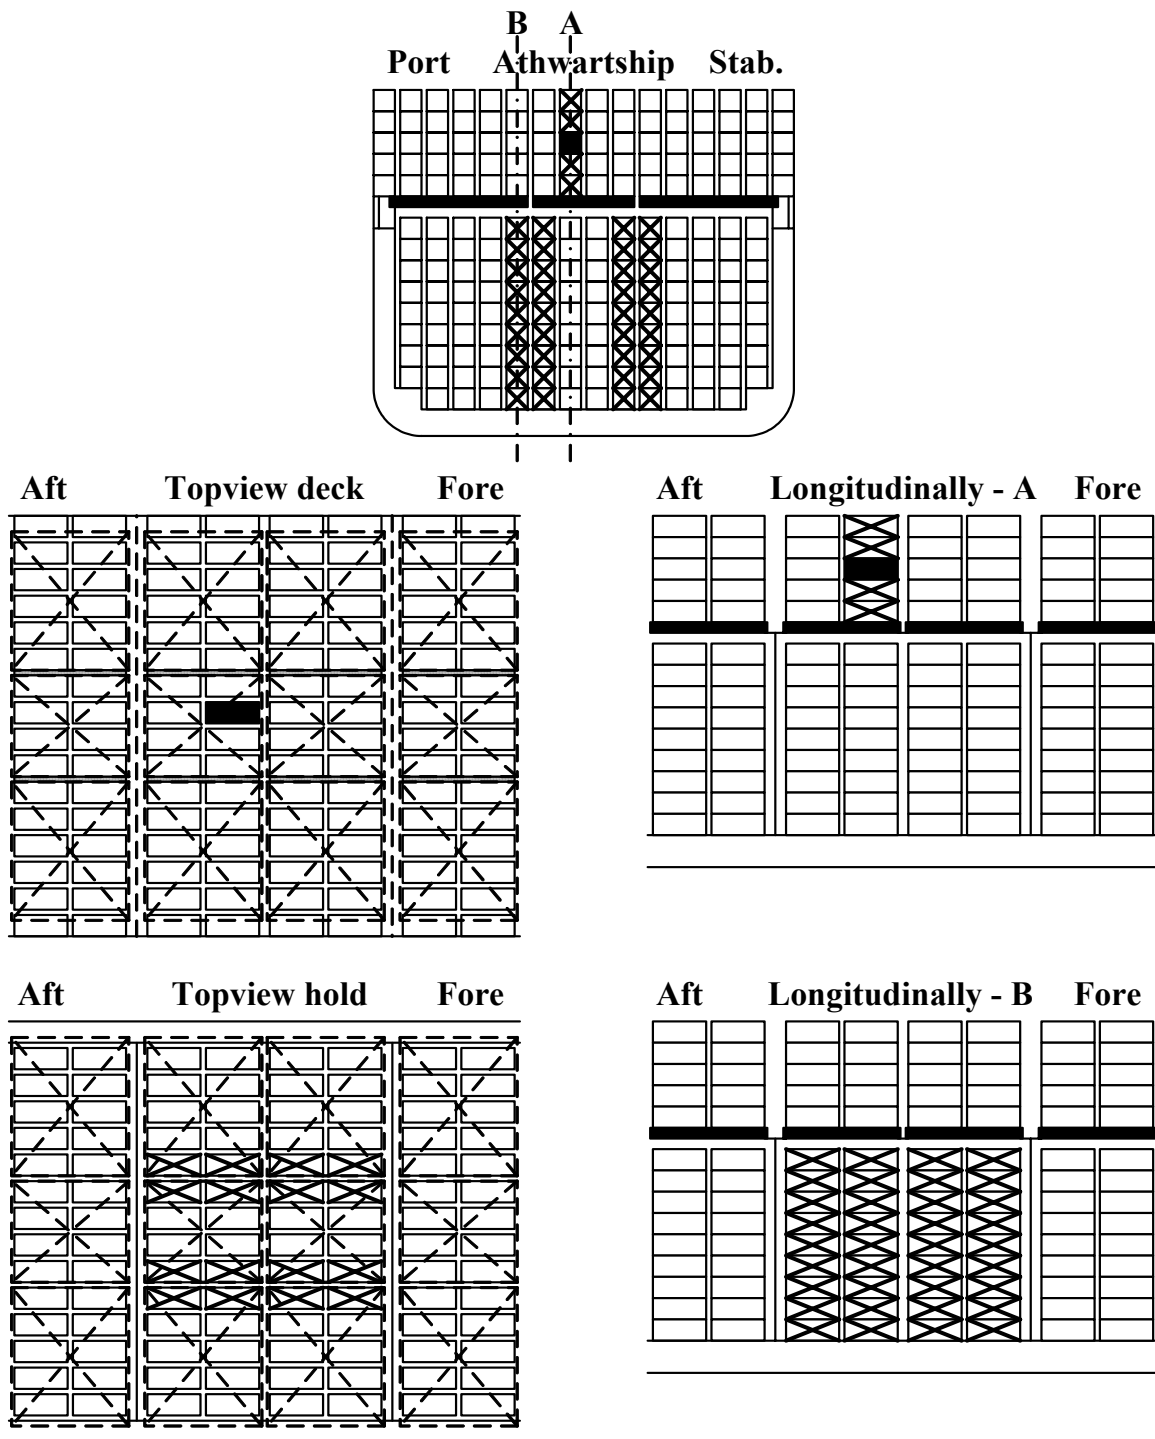 B A
Port Athwartship Stab.
Aft Topview deck Fore
Aft Longitudinally - A Fore
Aft Topview hold Fore
Aft Longitudinally - B Fore